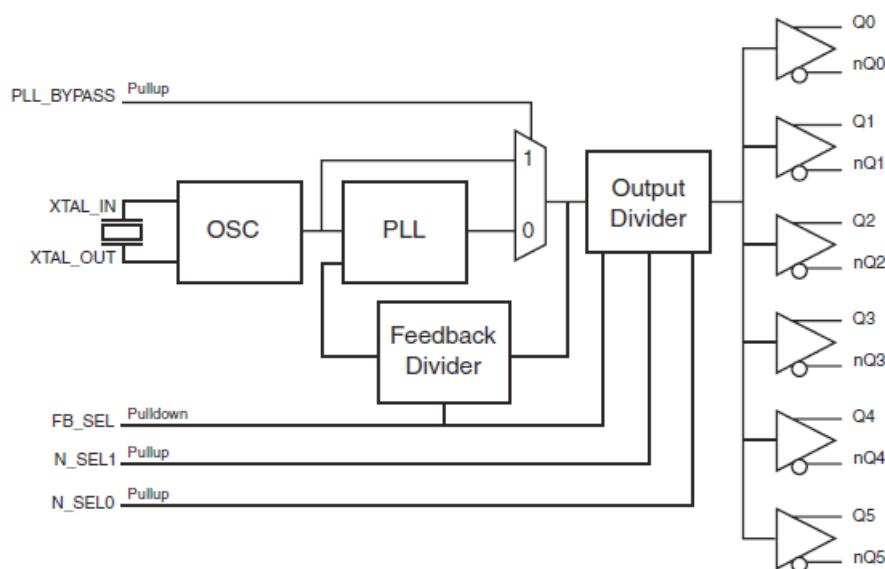 PLL_BYPASS Pullup
XTAL_IN
XTAL_OUT
OSC
PLL
1
0
Output
Divider
Feedback
Divider
FB_SEL Pulldown
N_SEL1 Pullup
N_SEL0 Pullup
Q0
nQ0
Q1
nQ1
Q2
nQ2
Q3
nQ3
Q4
nQ4
Q5
nQ5